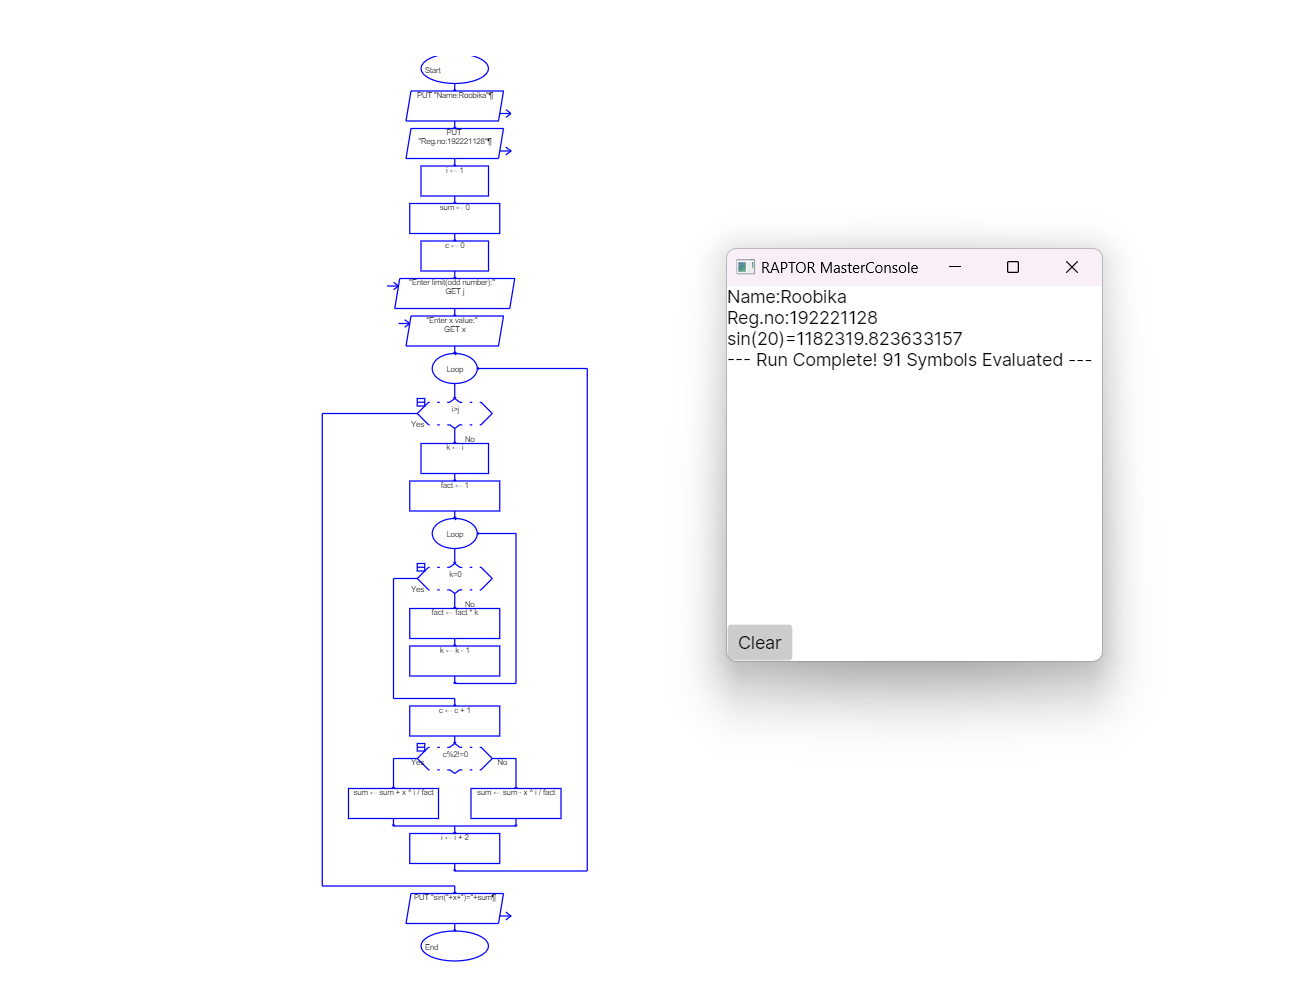 Start
PUT "Name:Roobika"¶
PUT
"Reg.no:192221128"¶
i ← 1
sum ← 0
c ← 0
"Enter limit(odd number):"
GET j
"Enter x value:"
GET x
Loop
i>j
Yes
No
k ← i
fact ← 1
Loop
k=0
Yes
No
fact ← fact * k
k ← k - 1
c ← c + 1
c%2!=0
Yes
No
sum ← sum + x ^ i / fact
sum ← sum - x ^ i / fact
i ← i + 2
PUT "sin("+x+")="+sum¶
End
RAPTOR MasterConsole
Name:Roobika
Reg.no:192221128
sin(20)=1182319.823633157
--- Run Complete! 91 Symbols Evaluated ---
Clear